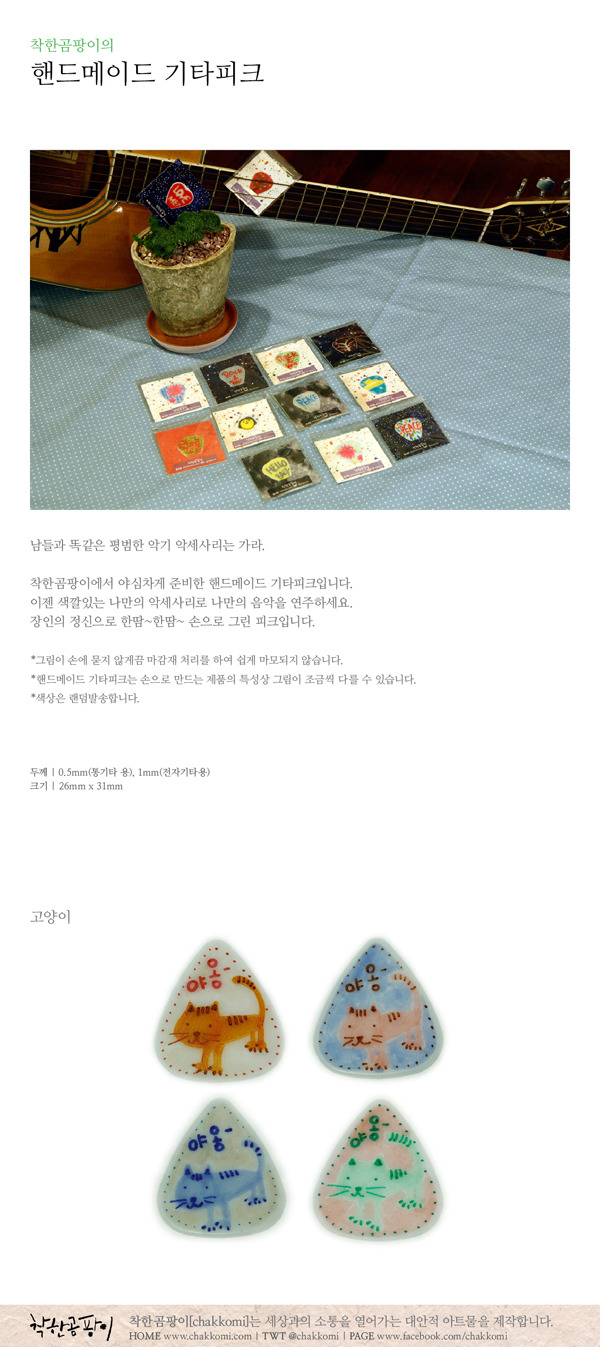 착한곰팡이의
핸드메이드 기타피크
LOVE
ROCK
PEACE
PEACE
HELLO
남들과 똑같은 평범한 악기 악세사리는 가라.
착한곰팡이에서 야심차게 준비한 핸드메이드 기타피크입니다.
이젠 색깔있는 나만의 악세사리로 나만의 음악을 연주하세요.
장인의 정신으로 한땀~한땀~ 손으로 그린 피크입니다.
*그림이 손에 묻지 않게끔 마감재 처리를 하여 쉽게 마모되지 않습니다.
*핸드메이드 기타피크는 손으로 만드는 제품의 특성상 그림이 조금씩 다를 수 있습니다.
*색상은 랜덤발송합니다.
두께 | 0.5mm(통기타 용), 1mm(전자기타용)
크기 | 26mm x 31mm
고양이
야옹-
야옹-
야옹-
야옹-
착한곰팡이 착한곰팡이[chakkomi]는 세상과의 소통을 열어가는 대안적 아트물을 제작합니다.
HOME www.chakkomi.com | TWT @chakkomi | PAGE www.facebook.com/chakkomi